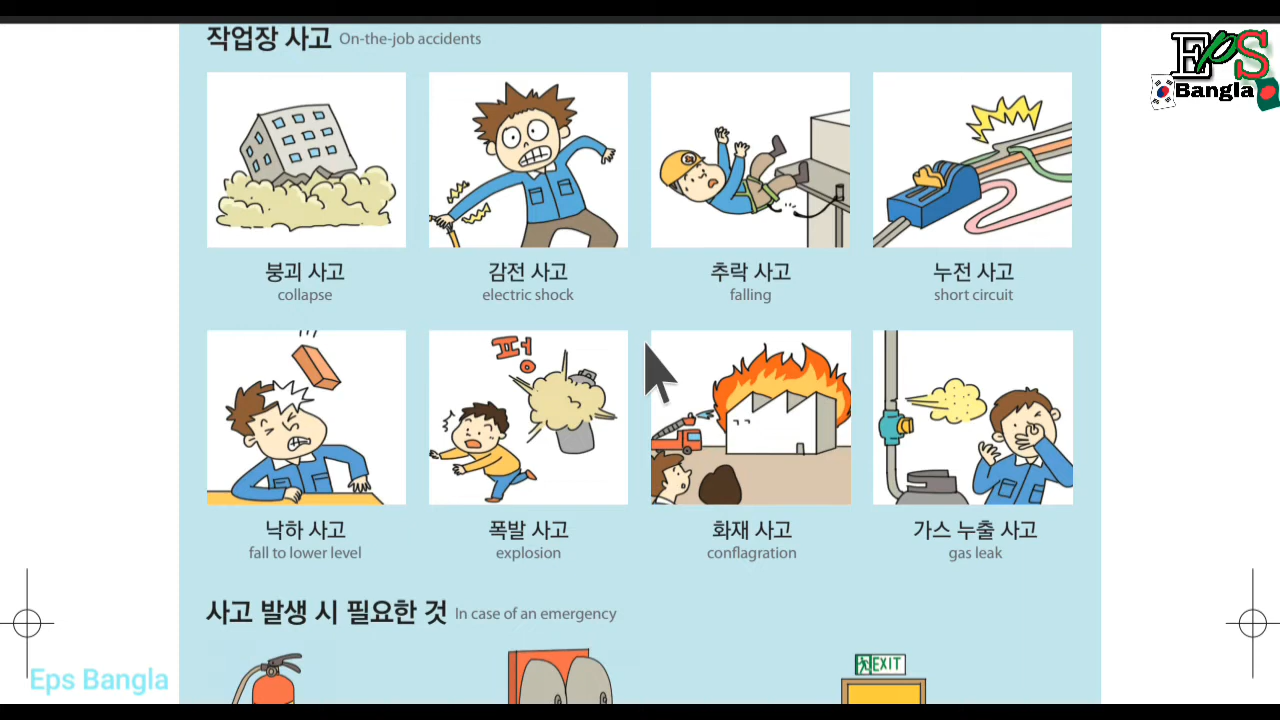 작업장 사고 On-the-job accidents
Eps
Bangla
붕괴 사고 감전 사고 추락 사고 누전 사고
collapse electric shock falling short circuit
펑
낙하 사고 폭발 사고 화재 사고 가스 누출 사고
fall to lower level explosion conflagration gas leak
사고 발생 시 필요한 것 In case of an emergency
EXIT
Eps Bangla